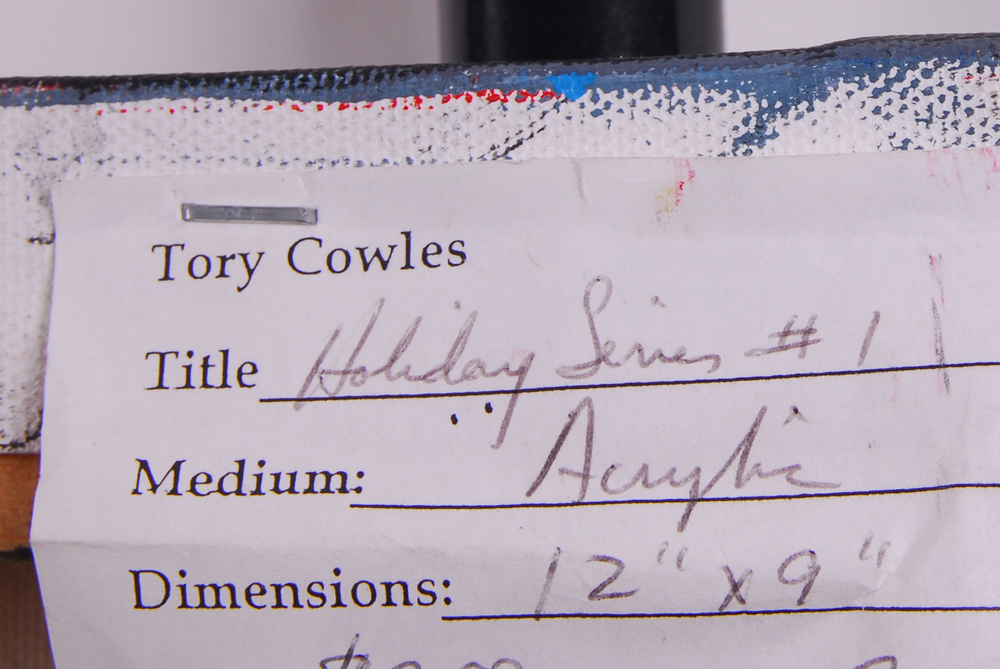 Tory Cowles
Title Holiday Series # 1
Medium: Acrylic
Dimensions: 12" x 9"